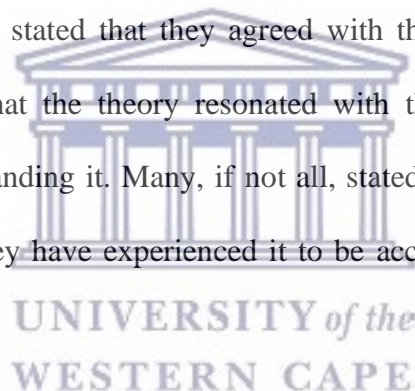 stated that they agreed with th
hat the theory resonated with t
anding it. Many, if not all, stated
ey have experienced it to be acc
UNIVERSITY of the
WESTERN CAPE